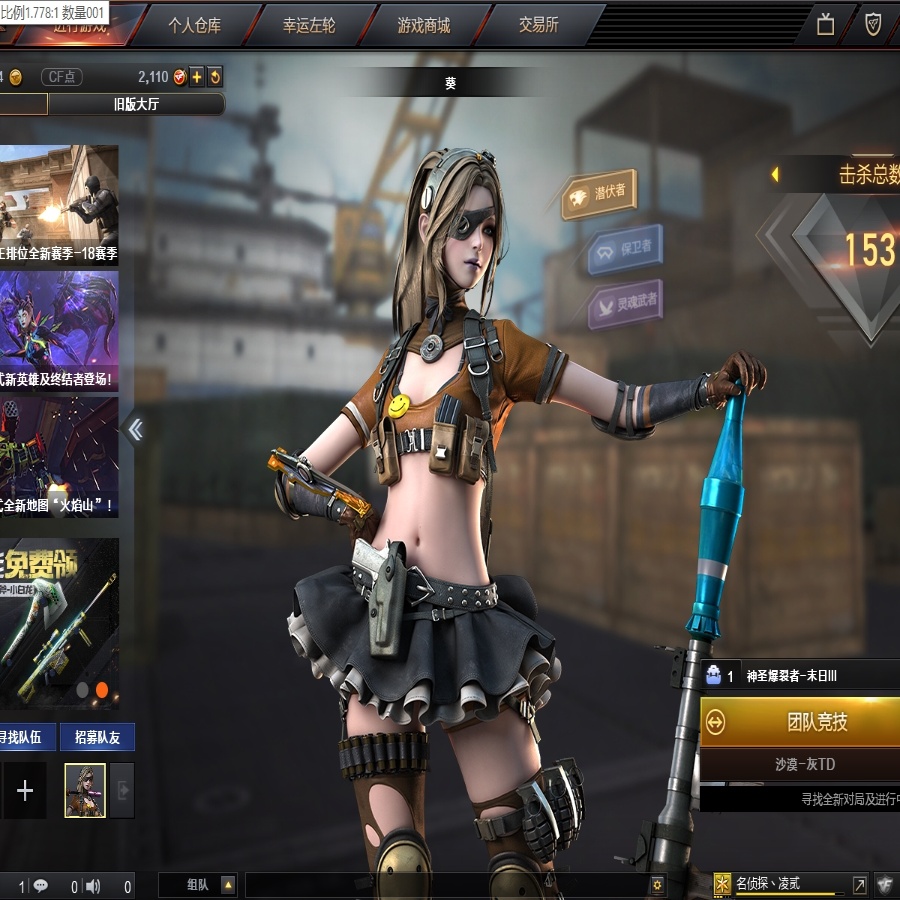 比例1.778:1 数量001
进行游戏 个人仓库 幸运左轮 游戏商城 交易所
4 CF点 2,110
旧版大厅
葵
潜伏者
保卫者
灵魂武者
击杀总数
153
王排位全新赛季-18赛季
式新英雄及终结者登场!
式全新地图“火焰山”!
免费领
-小白龙
寻找队伍 招募队友
1 神圣爆裂者-末日III
团队竞技
沙漠-灰TD
寻找全新对局及进行中
1 0 0 组队
名侦探、凌贰